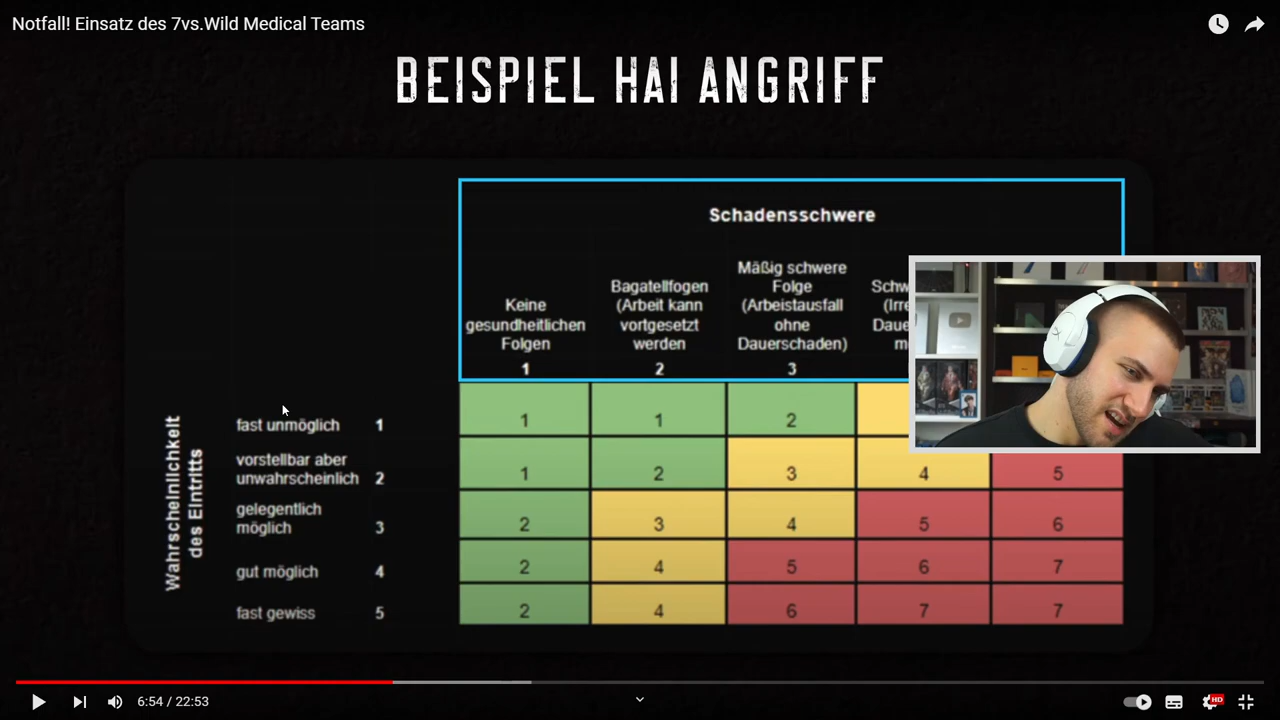 Notfall! Einsatz des 7vs.Wild Medical Teams
BEISPIEL HAI ANGRIFF
Schadensschwere
Keine
gesundheitlichen
Folgen
1
Bagatellfogen
(Arbeit kann
vortgesetzt
werden
2
Mäßig schwere
Folge
(Arbeistausfall
ohne
Dauerschaden)
3
Wahrscheinlichkeit
des Eintritts
fast unmöglich 1 1 1 2
vorstellbar aber
unwahrscheinlich 2 1 2 3 4 5
gelegentlich
möglich 3 2 3 4 5 6
gut möglich 4 2 4 5 6 7
fast gewiss 5 2 4 6 7 7
6:54 / 22:53
HD